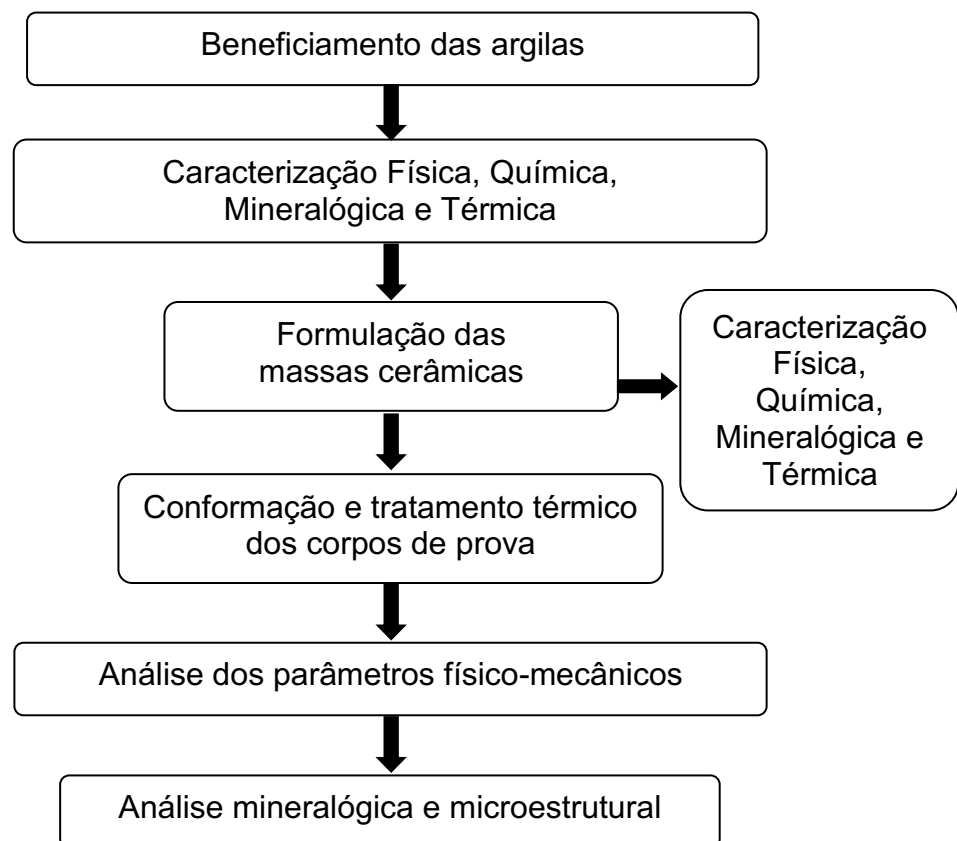 Beneficiamento das argilas
Caracterização Física, Química,
Mineralógica e Térmica
Formulação das
massas cerâmicas
Caracterização
Física,
Química,
Mineralógica e
Térmica
Conformação e tratamento térmico
dos corpos de prova
Análise dos parâmetros físico-mecânicos
Análise mineralógica e microestrutural